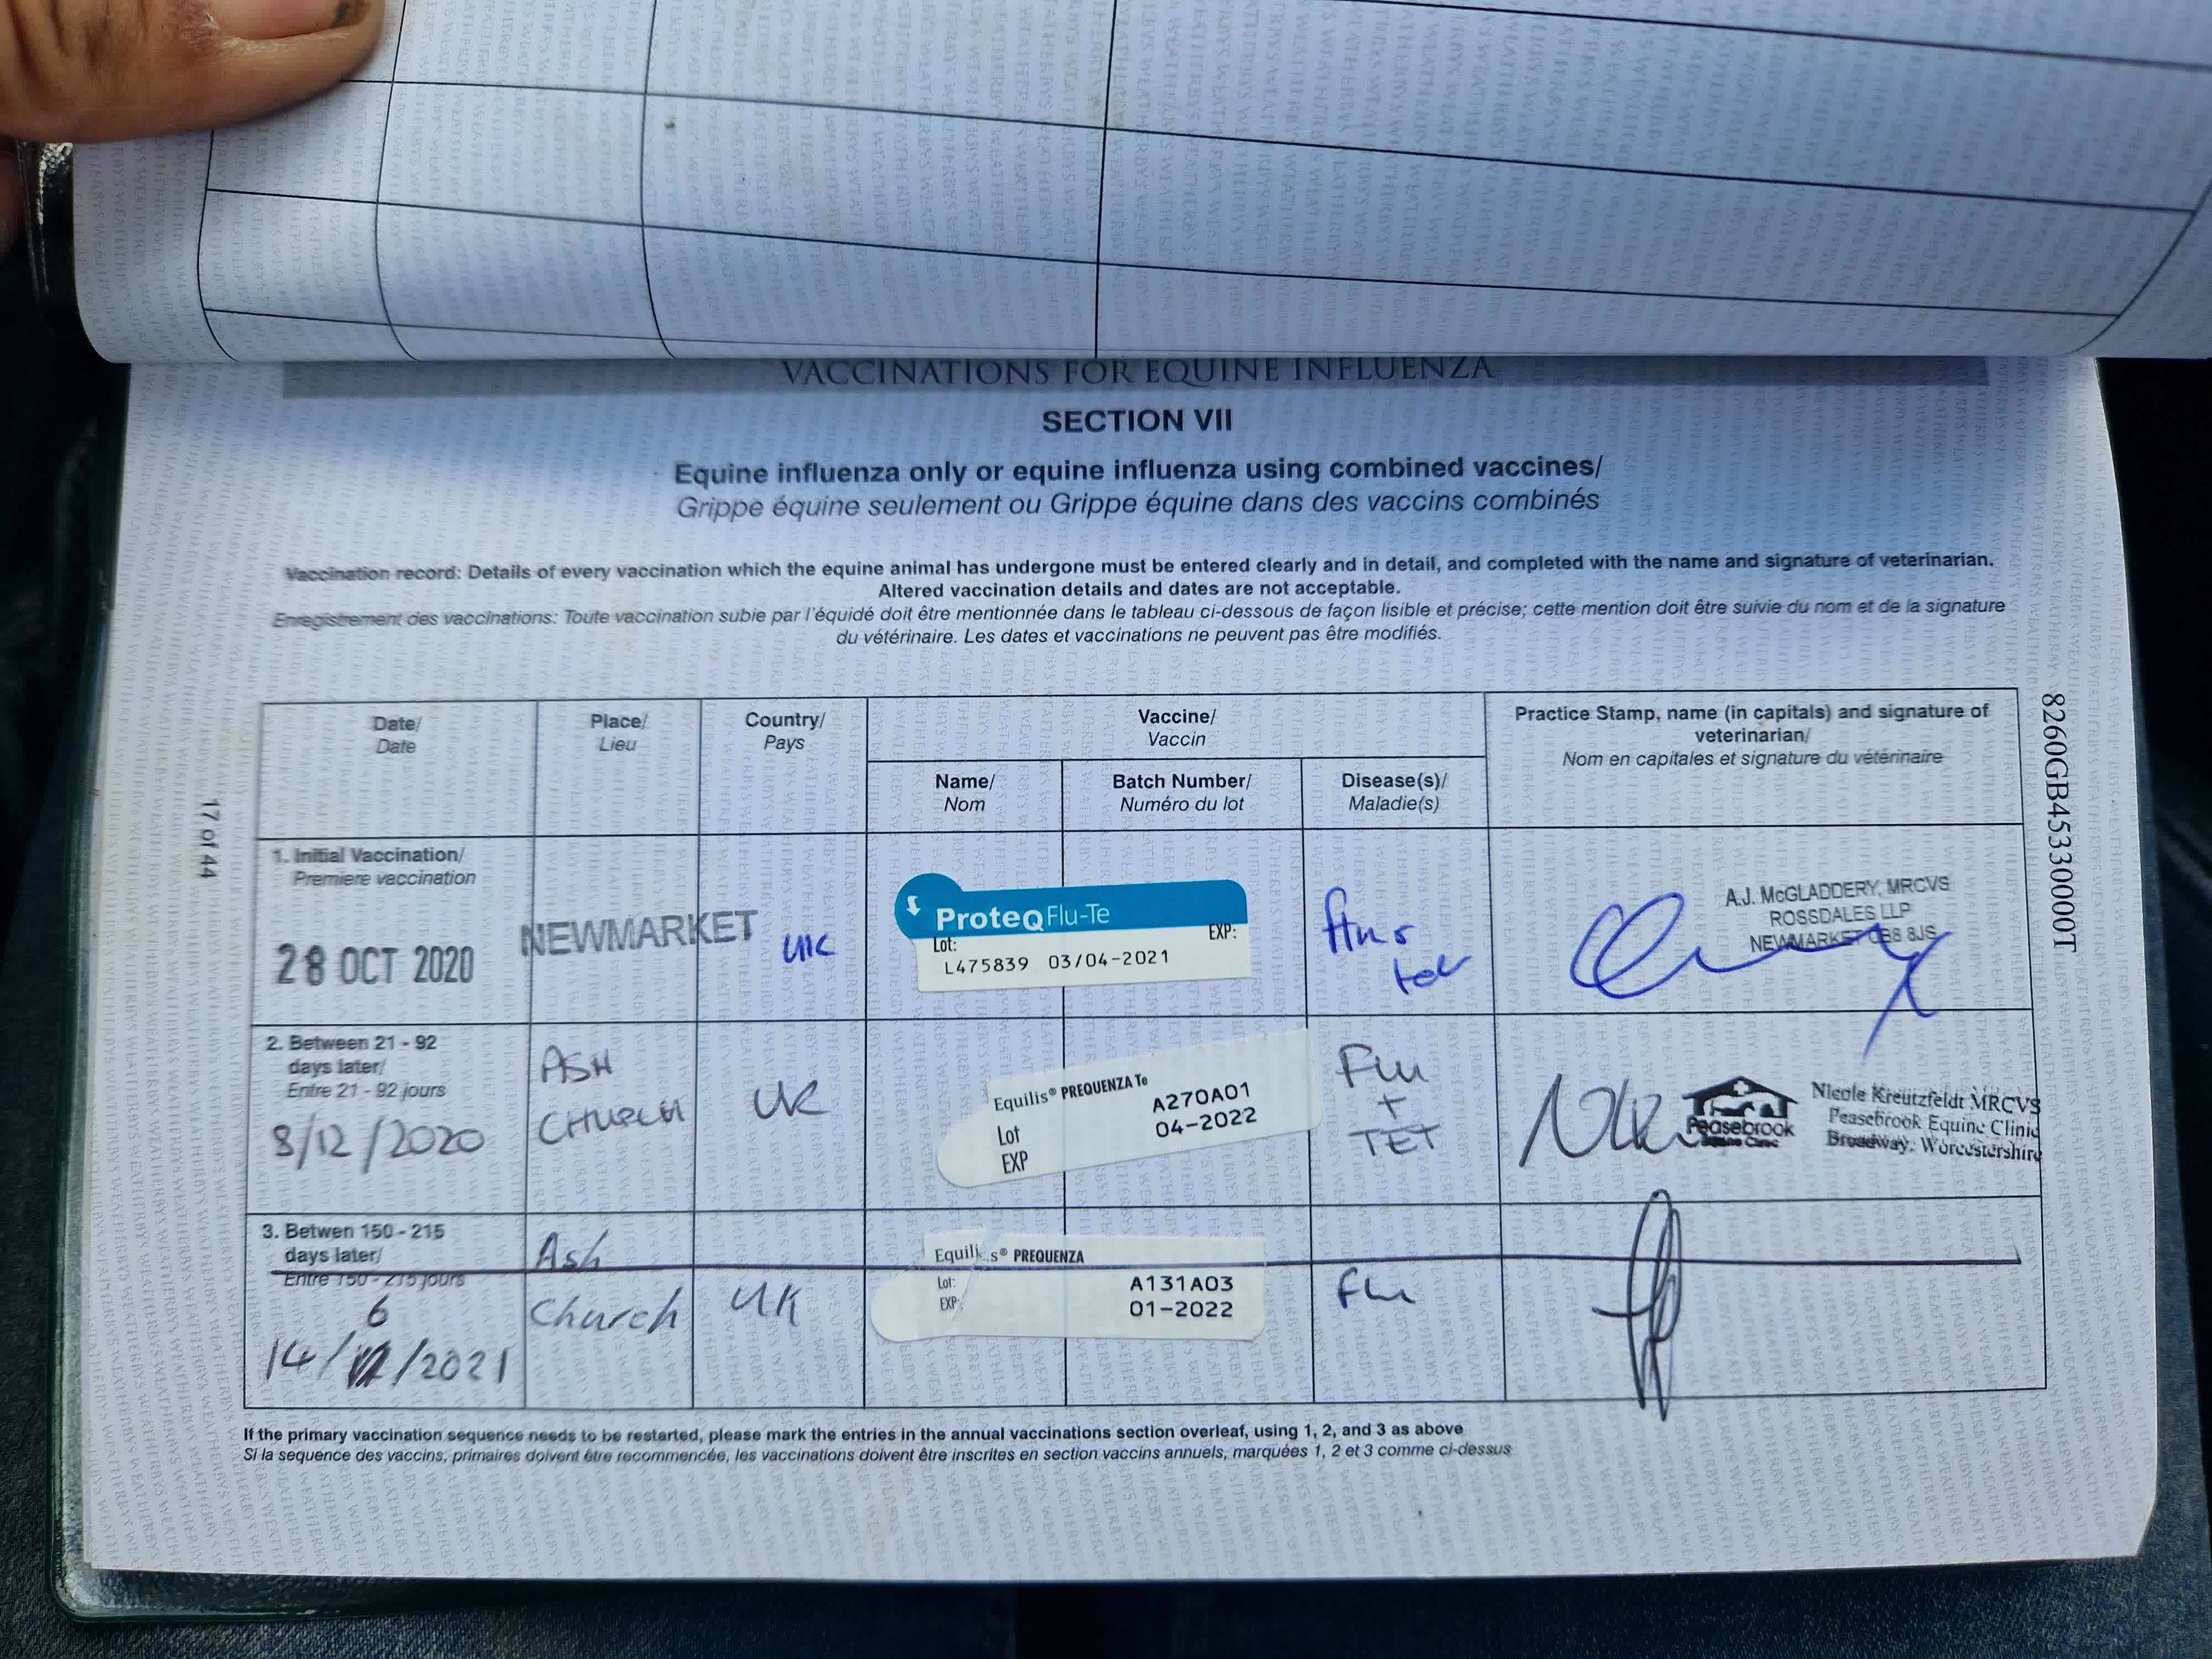 VACCINATIONS FOR EQUINE INFLUENZA
SECTION VII
Equine influenza only or equine influenza using combined vaccines/
Grippe équine seulement ou Grippe équine dans des vaccins combinés
Vaccination record: Details of every vaccination which the equine animal has undergone must be entered clearly and in detail, and completed with the name and signature of veterinarian.
Altered vaccination details and dates are not acceptable.
Enregistrement des vaccinations: Toute vaccination subie par l'équidé doit être mentionnée dans le tableau ci-dessous de façon lisible et précise; cette mention doit être suivie du nom et de la signature
du vétérinaire. Les dates et vaccinations ne peuvent pas être modifiés.
Date/
Date
Place/
Lieu
Country/
Pays
Vaccine/
Vaccin
Name/
Nom
Batch Number/
Numéro du lot
Disease(s)/
Maladie(s)
Practice Stamp, name (in capitals) and signature of
veterinarian/
Nom en capitales et signature du vétérinaire
1. Initial Vaccination/
Premiere vaccination
28 OCT 2020
NEWMARKET
UK
ProteqFlu-Te
Lot:
EXP:
L475839 03/04-2021
A.J. McGLADDERY, MRCVS
ROSSDALES LLP
NEWMARKET CB8 8JS
2. Between 21 - 92
days later/
Entre 21 - 92 jours
8/12/2020
ASH
CHURCH
UK
Equilis® PREQUENZA Te
Lot
A270A01
EXP
04-2022
Flu
+
TET
Peasebrook
Equine Clinic
Nicole Kreutzfeldt MRCVS
Peasebrook Equine Clinic
Broadway. Worcestershire
3. Betwen 150 - 215
days later/
Entre 150 - 215 jours
6
14/ /2021
Ash
Church
UK
Equilis® PREQUENZA
Lot:
A131A03
EXP:
01-2022
Flu
If the primary vaccination sequence needs to be restarted, please mark the entries in the annual vaccinations section overleaf, using 1, 2, and 3 as above
Si la sequence des vaccins, primaires doivent être recommencée, les vaccinations doivent être inscrites en section vaccins annuels, marquées 1, 2 et 3 comme ci-dessus
17 of 44
8260GB45330000T